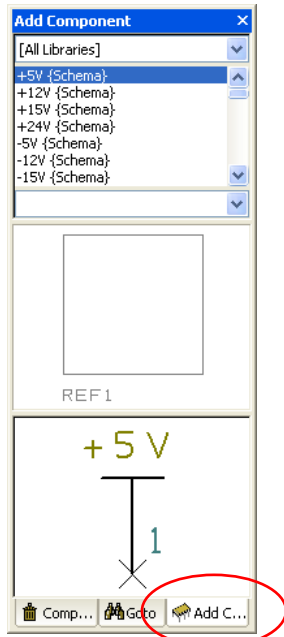 Add Component
[All Libraries]
+5V {Schema}
+12V {Schema}
+15V {Schema}
+24V {Schema}
-5V {Schema}
-12V {Schema}
-15V {Schema}
REF1
+5V
1
Comp... Goto Add C...